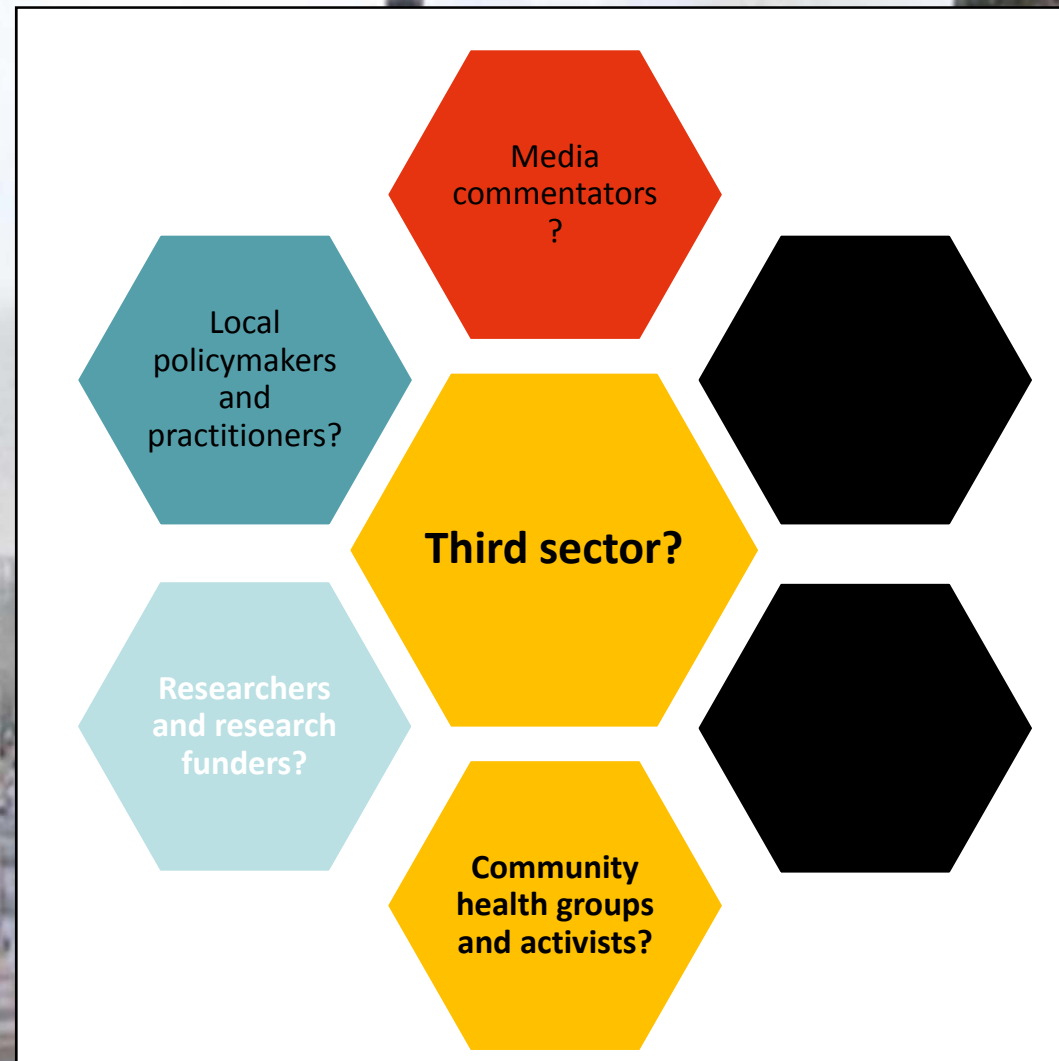 Media
commentators
?
Local
policymakers
and
practitioners?
Third sector?
Researchers
and research
funders?
Community
health groups
and activists?